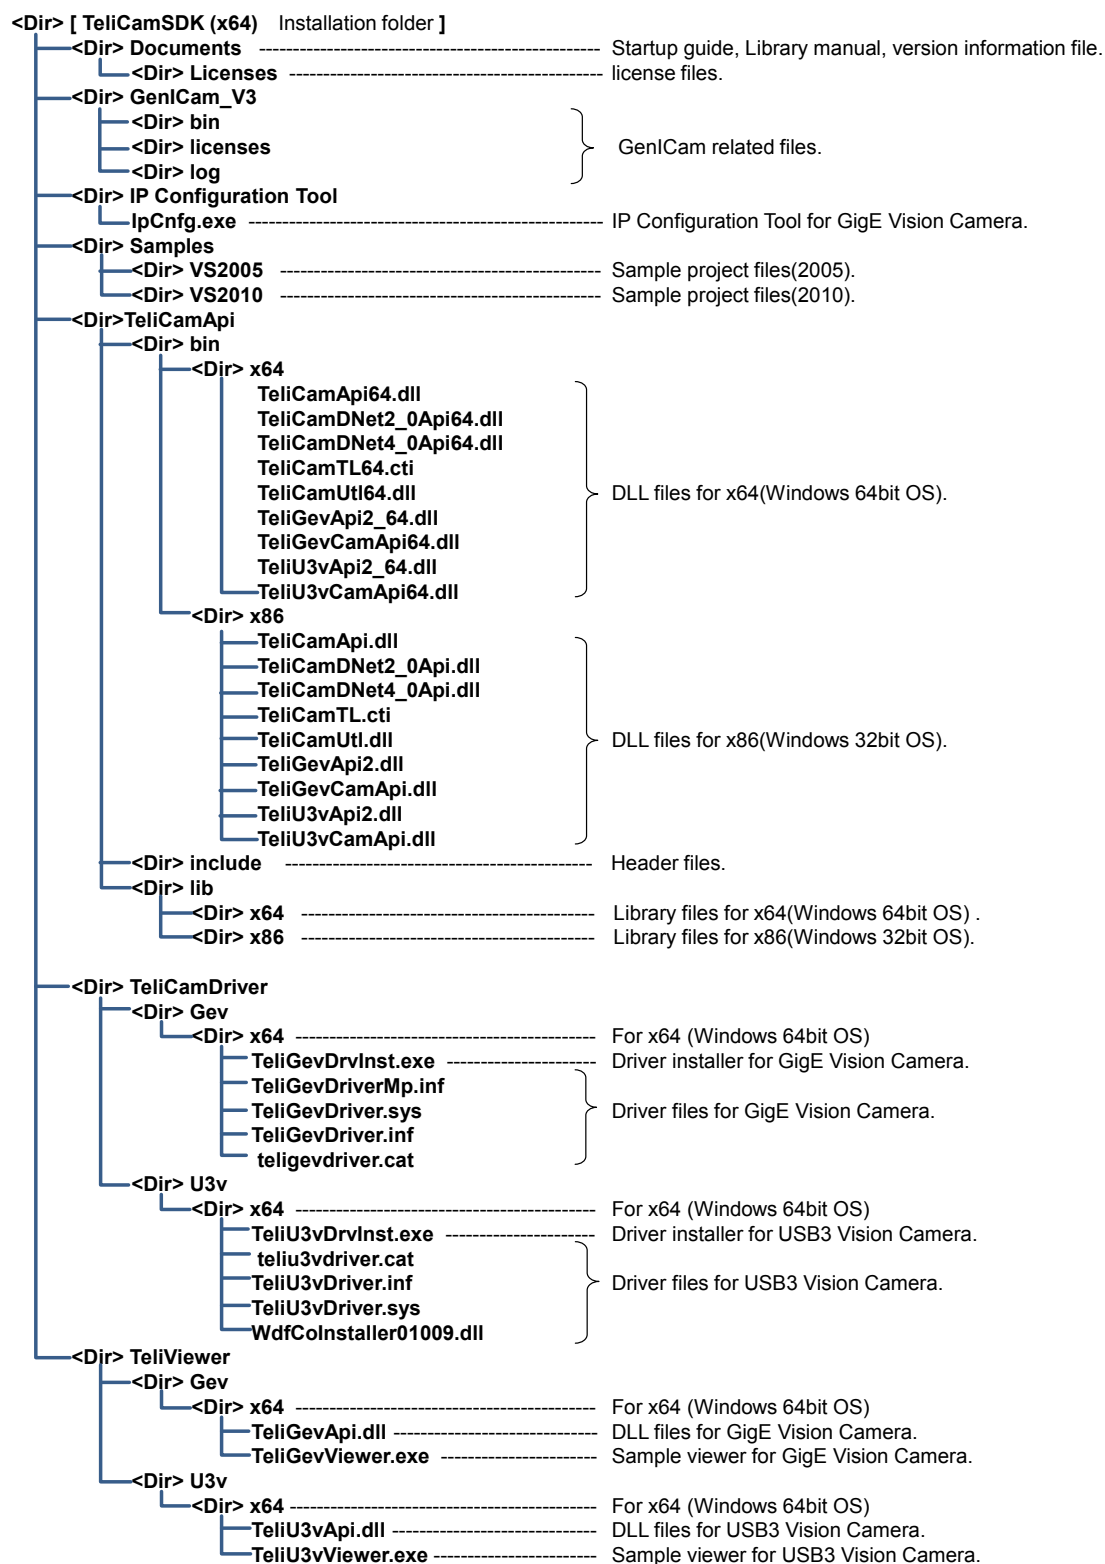 <Dir> [ TeliCamSDK (x64) Installation folder ]
<Dir> Documents Startup guide, Library manual, version information file.
<Dir> Licenses license files.
<Dir> GenICam_V3
<Dir> bin
<Dir> licenses GenICam related files.
<Dir> log
<Dir> IP Configuration Tool
IpCnfg.exe IP Configuration Tool for GigE Vision Camera.
<Dir> Samples
<Dir> VS2005 Sample project files(2005).
<Dir> VS2010 Sample project files(2010).
<Dir>TeliCamApi
<Dir> bin
<Dir> x64
TeliCamApi64.dll
TeliCamDNet2_0Api64.dll
TeliCamDNet4_0Api64.dll
TeliCamTL64.cti
TeliCamUtl64.dll DLL files for x64(Windows 64bit OS).
TeliGevApi2_64.dll
TeliGevCamApi64.dll
TeliU3vApi2_64.dll
TeliU3vCamApi64.dll
<Dir> x86
TeliCamApi.dll
TeliCamDNet2_0Api.dll
TeliCamDNet4_0Api.dll
TeliCamTL.cti
TeliCamUtl.dll DLL files for x86(Windows 32bit OS).
TeliGevApi2.dll
TeliGevCamApi.dll
TeliU3vApi2.dll
TeliU3vCamApi.dll
<Dir> include Header files.
<Dir> lib
<Dir> x64 Library files for x64(Windows 64bit OS) .
<Dir> x86 Library files for x86(Windows 32bit OS).
<Dir> TeliCamDriver
<Dir> Gev
<Dir> x64 For x64 (Windows 64bit OS)
TeliGevDrvInst.exe Driver installer for GigE Vision Camera.
TeliGevDriverMp.inf
TeliGevDriver.sys Driver files for GigE Vision Camera.
TeliGevDriver.inf
teligevdriver.cat
<Dir> U3v
<Dir> x64 For x64 (Windows 64bit OS)
TeliU3vDrvInst.exe Driver installer for USB3 Vision Camera.
teliu3vdriver.cat
TeliU3vDriver.inf Driver files for USB3 Vision Camera.
TeliU3vDriver.sys
WdfCoInstaller01009.dll
<Dir> TeliViewer
<Dir> Gev
<Dir> x64 For x64 (Windows 64bit OS)
TeliGevApi.dll DLL files for GigE Vision Camera.
TeliGevViewer.exe Sample viewer for GigE Vision Camera.
<Dir> U3v
<Dir> x64 For x64 (Windows 64bit OS)
TeliU3vApi.dll DLL files for USB3 Vision Camera.
TeliU3vViewer.exe Sample viewer for USB3 Vision Camera.